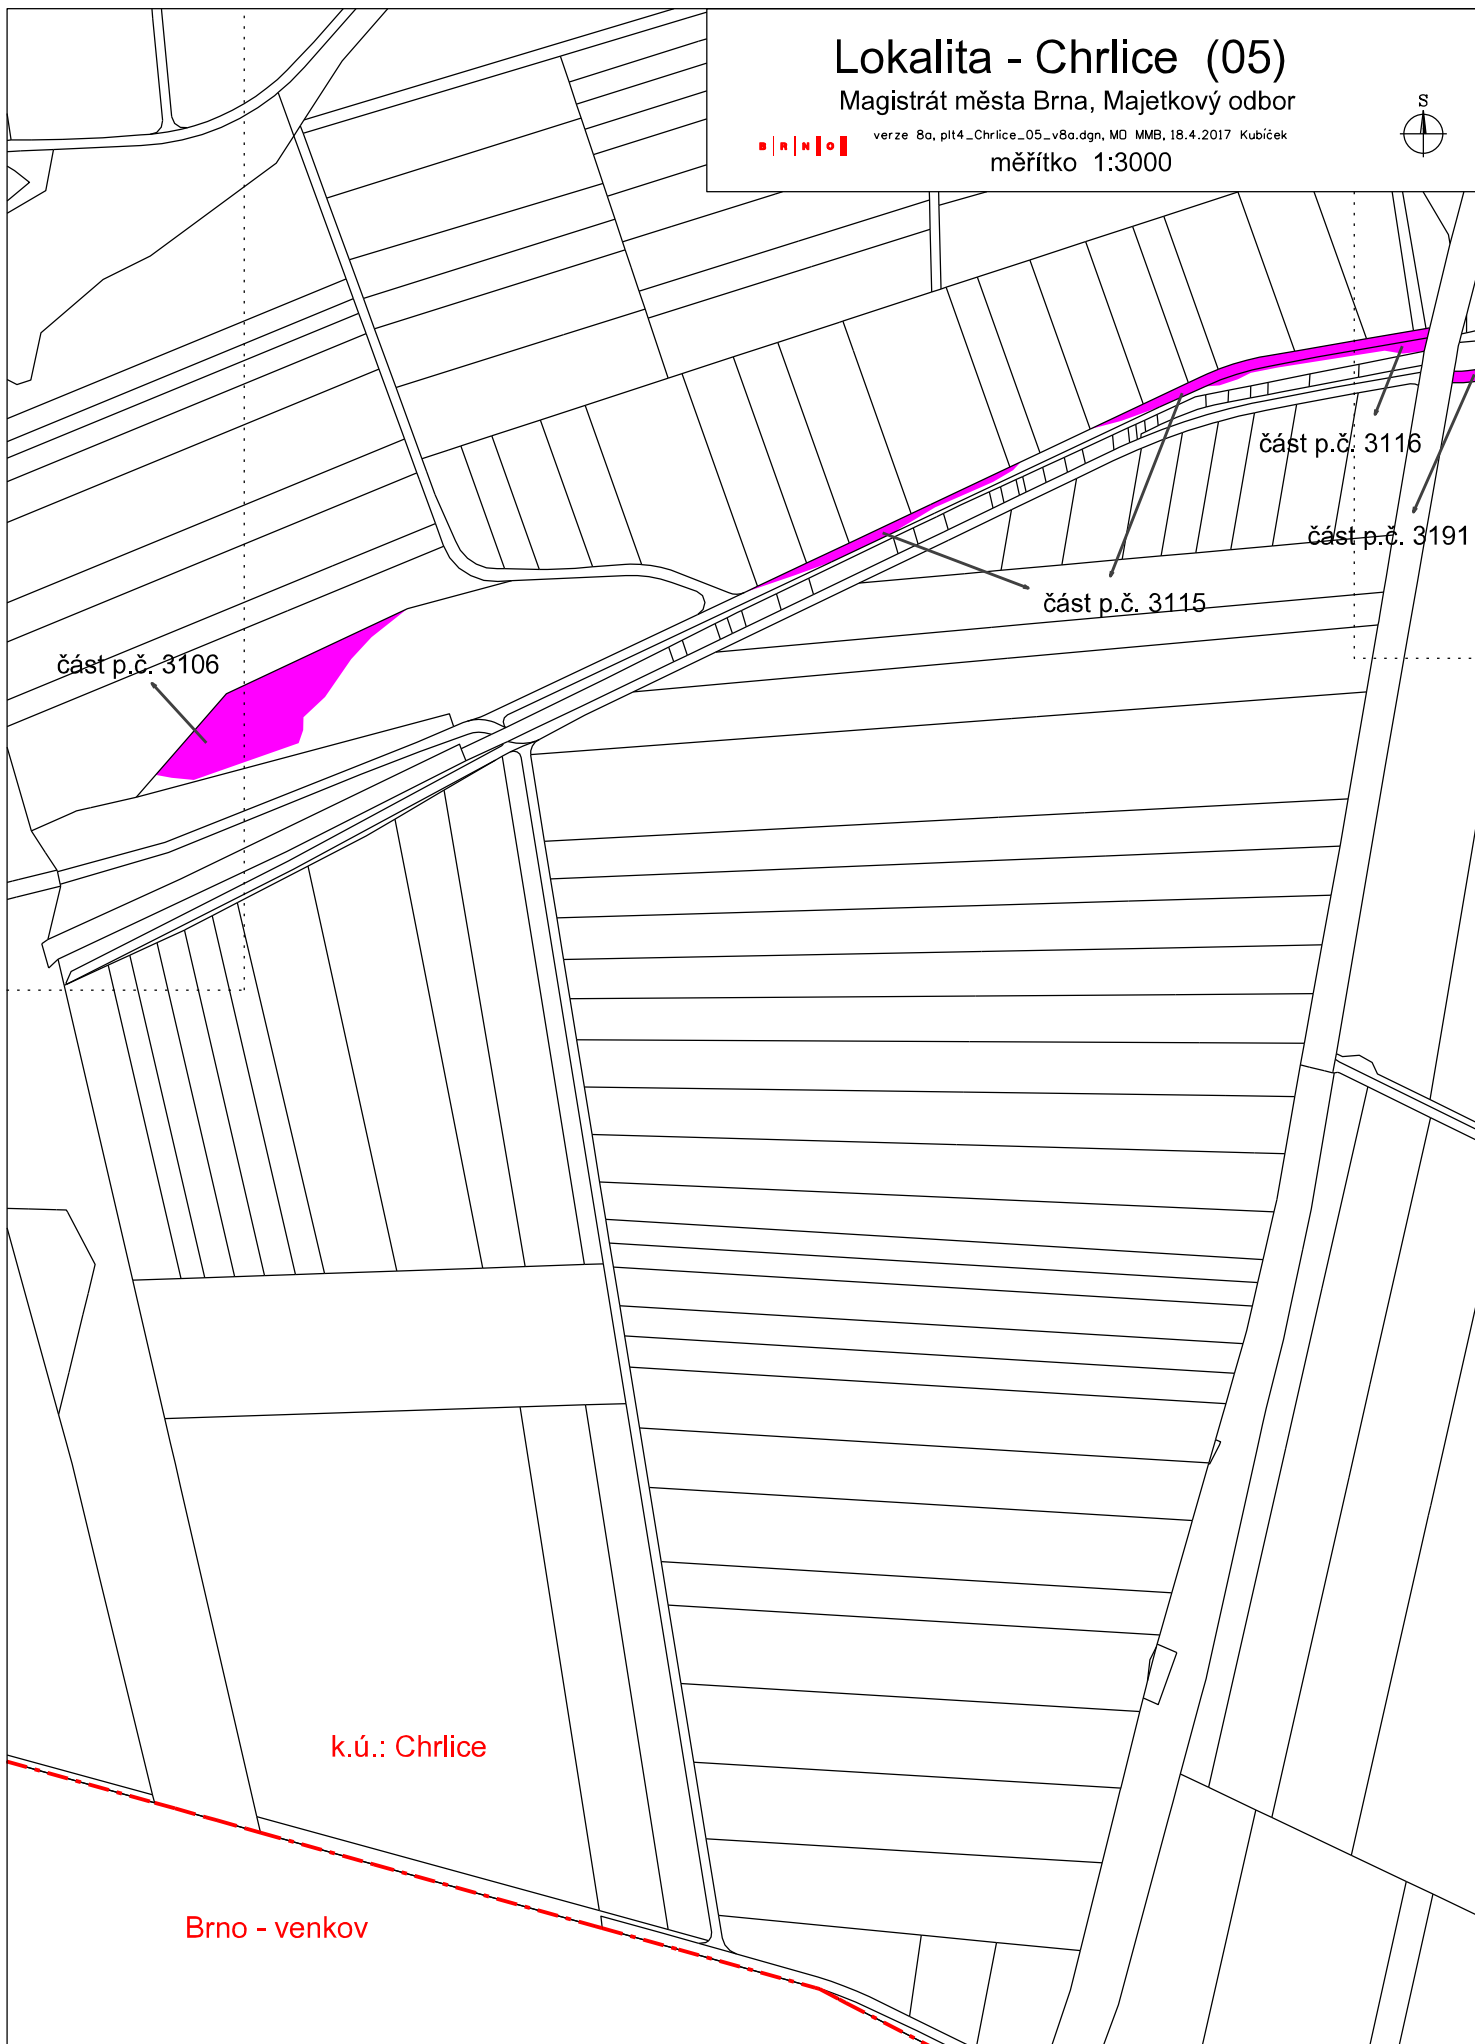 Lokalita - Chrlice (05)
Magistrát města Brna, Majetkový odbor
verze 8a, plt4_Chrlice_05_v8a.dgn, MO MMB, 18.4.2017 Kubíček
BRNO
měřítko 1:3000
S
část p.č. 3116
část p.č. 3191
část p.č. 3115
část p.č. 3106
k.ú.: Chrlice
Brno - venkov